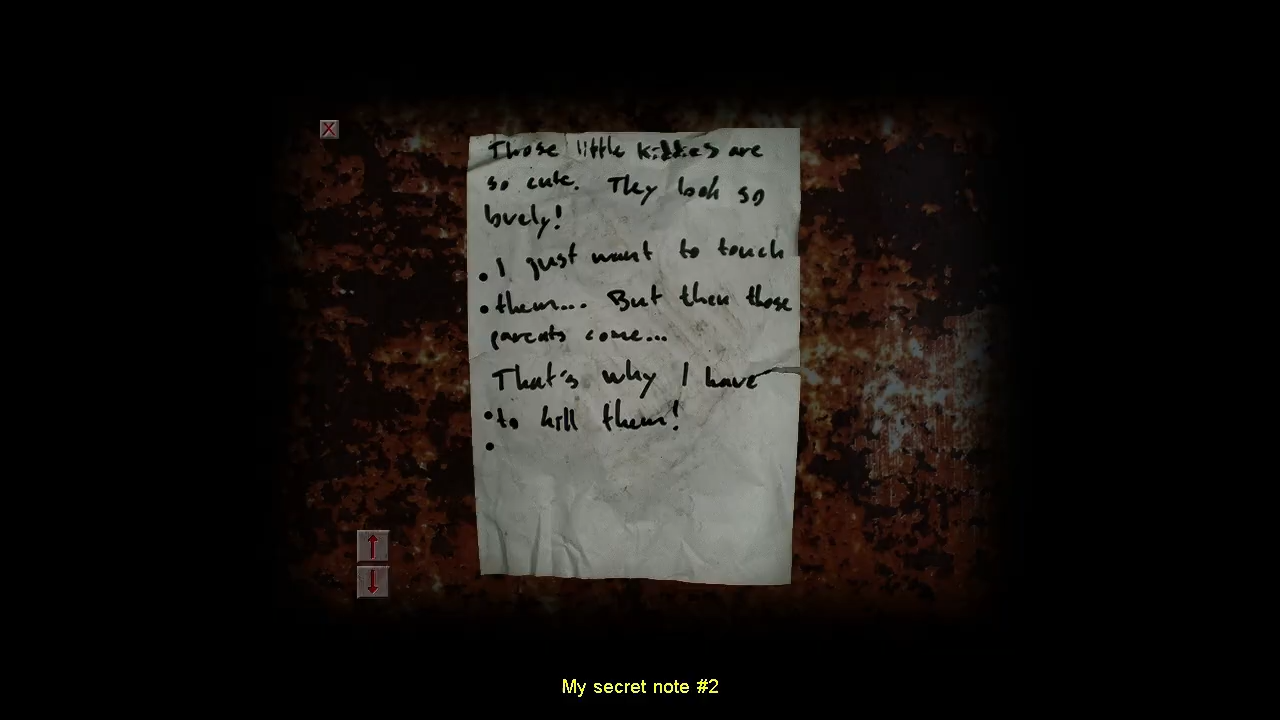 Those little kiddies are
so cute. They look so
lovely!
I just want to touch
them... But then those
parents come...
That's why I have
to kill them!
My secret note #2